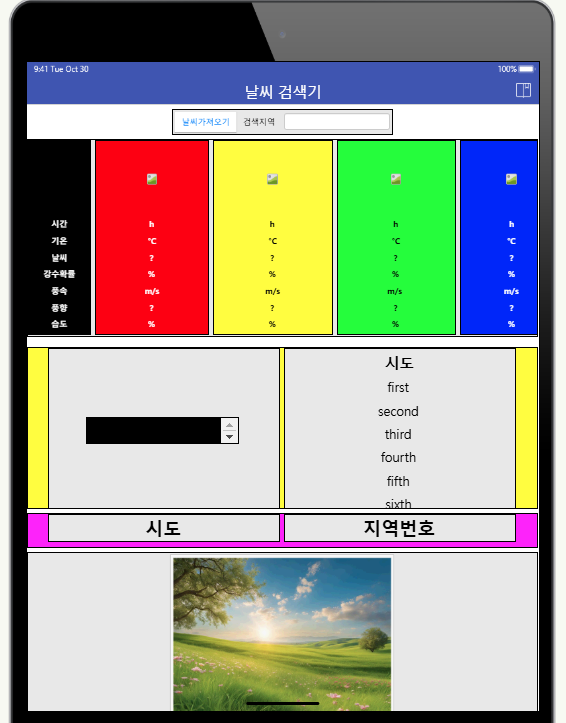 9:41 Tue Oct 30 100%
날씨 검색기
날씨가져오기 검색지역
시간 h h h h
기온 °C °C °C °C
날씨 ? ? ? ?
강수확률 % % % %
풍속 m/s m/s m/s m/s
풍향 ? ? ? ?
습도 % % % %
시도
first
second
third
fourth
fifth
sixth
시도 지역번호